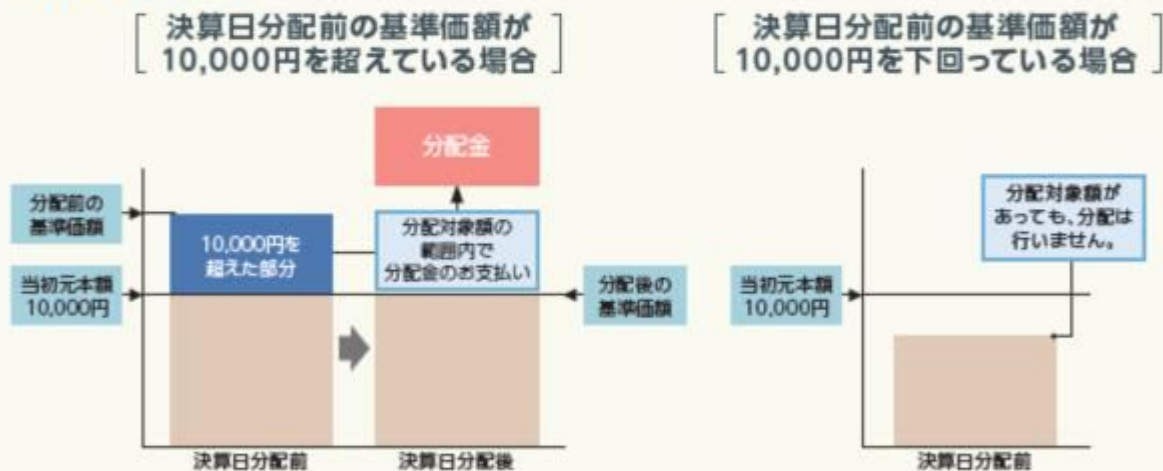 決算日分配前の基準価額が
10,000円を超えている場合
分配金
分配前の
基準価額
10,000円を
超えた部分
分配対象額の
範囲内で
分配金のお支払い
当初元本額
10,000円
分配後の
基準価額
決算日分配前
決算日分配後
決算日分配前の基準価額が
10,000円を下回っている場合
分配対象額が
あっても、分配は
行いません。
当初元本額
10,000円
決算日分配前